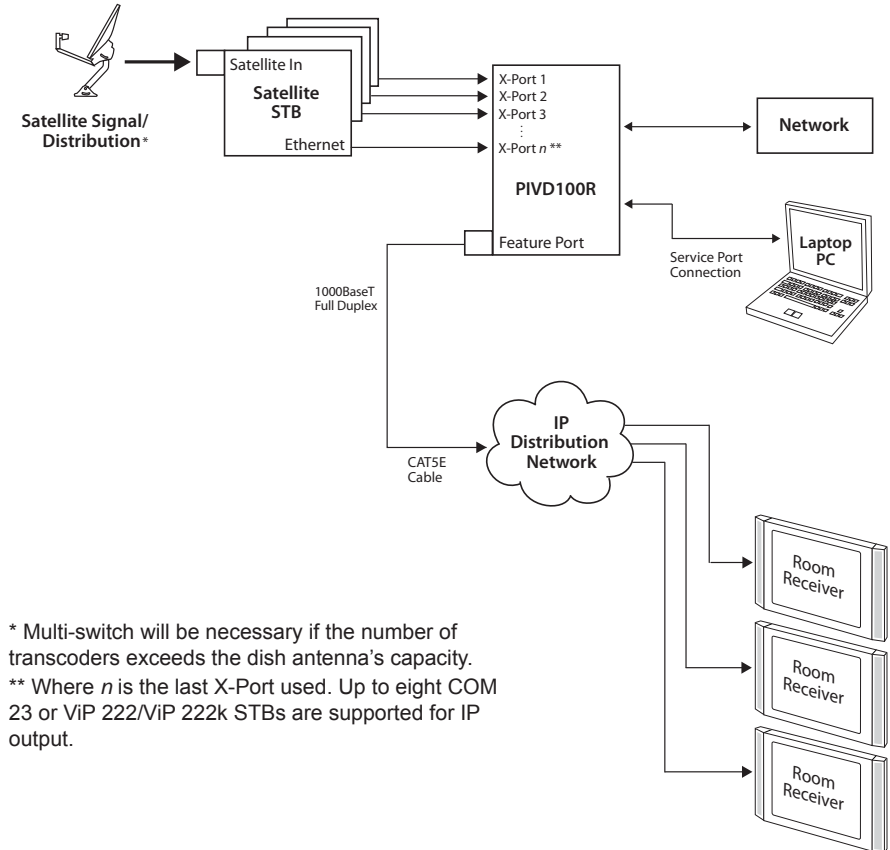 Satellite In
Satellite
STB
Ethernet
Satellite Signal/
Distribution*
X-Port 1
X-Port 2
X-Port 3
⋮
X-Port n **
PIVD100R
Feature Port
Network
Laptop
PC
Service Port
Connection
1000BaseT
Full Duplex
CAT5E
Cable
IP
Distribution
Network
Room
Receiver
Room
Receiver
Room
Receiver
* Multi-switch will be necessary if the number of
transcoders exceeds the dish antenna's capacity.
** Where n is the last X-Port used. Up to eight COM
23 or ViP 222/ViP 222k STBs are supported for IP
output.